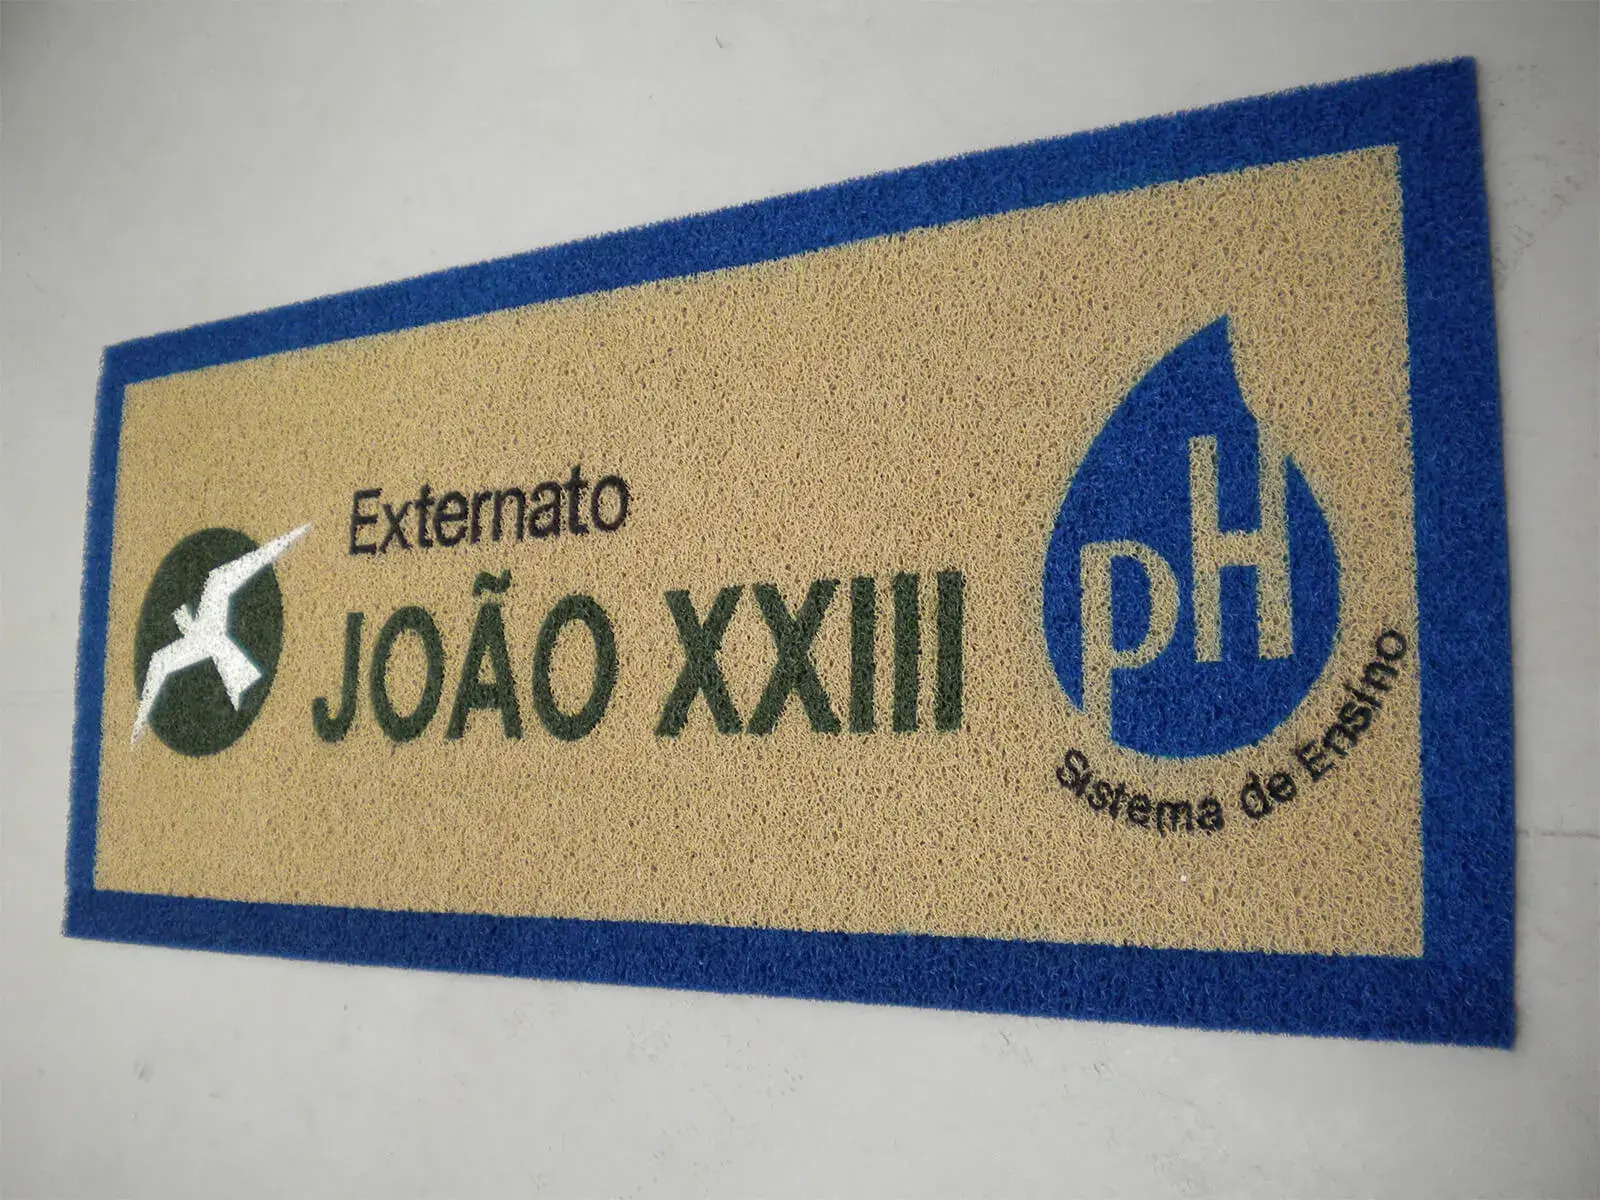 Externato
JOÃO XXIII
pH
Sistema de Ensino